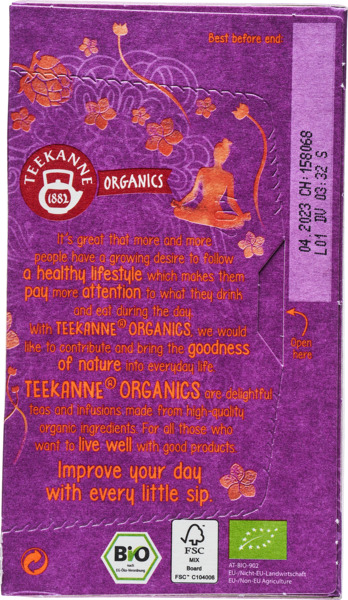 Best before end:
04.2023 CH:158068
L01 DV 03:32 S
TEEKANNE
1882
ORGANICS
It's great that more and more
people have a growing desire to follow
a healthy lifestyle which makes them
pay more attention to what they drink
and eat during the day.
With TEEKANNE® ORGANICS, we would
like to contribute and bring the goodness
of nature into everyday life.
Open
here
TEEKANNE® ORGANICS are delightful
teas and infusions made from high-quality
organic ingredients. For all those who
want to live well with good products.
Improve your day
with every little sip.
Bio
nach
EG-Öko-Verordnung
FSC
MIX
Board
FSC™ C104006
AT-BIO-902
EU-/Nicht-EU-Landwirtschaft
EU-/Non-EU Agriculture